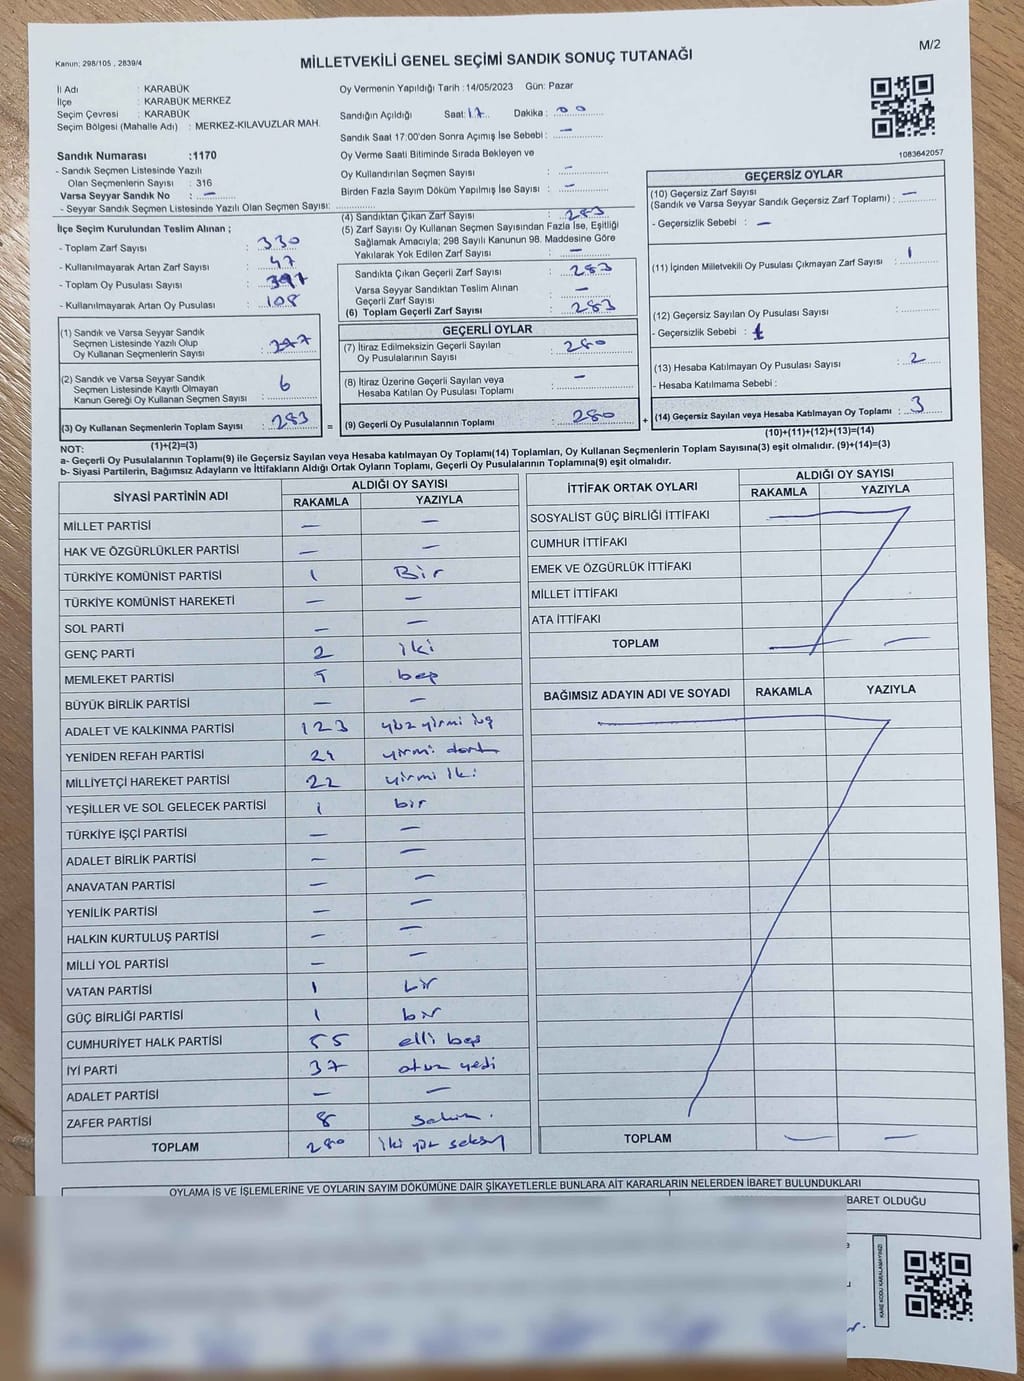 M/2
Kanun; 298/105 , 2839/4
MİLLETVEKİLİ GENEL SEÇİMİ SANDIK SONUÇ TUTANAĞI
İl Adı : KARABÜK
İlçe : KARABÜK MERKEZ
Seçim Çevresi : KARABÜK
Seçim Bölgesi (Mahalle Adı) : MERKEZ-KILAVUZLAR MAH.
Sandık Numarası :1170
- Sandık Seçmen Listesinde Yazılı
Olan Seçmenlerin Sayısı : 316
Varsa Seyyar Sandık No : —
- Seyyar Sandık Seçmen Listesinde Yazılı Olan Seçmen Sayısı:
Oy Vermenin Yapıldığı Tarih :14/05/2023 Gün: Pazar
Sandığın Açıldığı Saat: 17 Dakika : 00
Sandık Saat 17:00'den Sonra Açımış İse Sebebi : —
Oy Verme Saati Bitiminde Sırada Bekleyen ve
Oy Kullandırılan Seçmen Sayısı : —
Birden Fazla Sayım Döküm Yapılmış İse Sayısı : —
1083642057
İlçe Seçim Kurulundan Teslim Alınan ;
- Toplam Zarf Sayısı : 330
- Kullanılmayarak Artan Zarf Sayısı : 47
- Toplam Oy Pusulası Sayısı :
- Kullanılmayarak Artan Oy Pusulası : 108
(1) Sandık ve Varsa Seyyar Sandık
Seçmen Listesinde Yazılı Olup
Oy Kullanan Seçmenlerin Sayısı : 277
(2) Sandık ve Varsa Seyyar Sandık
Seçmen Listesinde Kayıtlı Olmayan
Kanun Gereği Oy Kullanan Seçmen Sayısı : 6
(3) Oy Kullanan Seçmenlerin Toplam Sayısı : 283
(1)+(2)=(3)
(4) Sandıktan Çıkan Zarf Sayısı : 283
(5) Zarf Sayısı Oy Kullanan Seçmen Sayısından Fazla İse, Eşitliği
Sağlamak Amacıyla; 298 Sayılı Kanunun 98. Maddesine Göre
Yakılarak Yok Edilen Zarf Sayısı : —
Sandıkta Çıkan Geçerli Zarf Sayısı : 283
Varsa Seyyar Sandıktan Teslim Alınan
Geçerli Zarf Sayısı : —
(6) Toplam Geçerli Zarf Sayısı : 283
GEÇERLİ OYLAR
(7) İtiraz Edilmeksizin Geçerli Sayılan
Oy Pusulalarının Sayısı : 280
(8) İtiraz Üzerine Geçerli Sayılan veya
Hesaba Katılan Oy Pusulası Toplamı : —
= (9) Geçerli Oy Pusulalarının Toplamı : 280 +
GEÇERSİZ OYLAR
(10) Geçersiz Zarf Sayısı
(Sandık ve Varsa Seyyar Sandık Geçersiz Zarf Toplamı) : —
- Geçersizlik Sebebi : —
(11) İçinden Milletvekili Oy Pusulası Çıkmayan Zarf Sayısı : 1
(12) Geçersiz Sayılan Oy Pusulası Sayısı :
- Geçersizlik Sebebi :
(13) Hesaba Katılmayan Oy Pusulası Sayısı : 2
- Hesaba Katılmama Sebebi :
(14) Geçersiz Sayılan veya Hesaba Katılmayan Oy Toplamı : 3
(10)+(11)+(12)+(13)=(14)
NOT:
a- Geçerli Oy Pusulalarının Toplamı(9) ile Geçersiz Sayılan veya Hesaba Katılmayan Oy Toplamı(14) Toplamları, Oy Kullanan Seçmenlerin Toplam Sayısına(3) eşit olmalıdır. (9)+(14)=(3)
b- Siyasi Partilerin, Bağımsız Adayların ve İttifakların Aldığı Ortak Oyların Toplamı, Geçerli Oy Pusulalarının Toplamına(9) eşit olmalıdır.
SİYASİ PARTİNİN ADI ALDIĞI OY SAYISI
RAKAMLA YAZIYLA
MİLLET PARTİSİ — —
HAK VE ÖZGÜRLÜKLER PARTİSİ — —
TÜRKİYE KOMÜNİST PARTİSİ 1 Bir
TÜRKİYE KOMÜNİST HAREKETİ — —
SOL PARTİ — —
GENÇ PARTİ 2 iki
MEMLEKET PARTİSİ 5 beş
BÜYÜK BİRLİK PARTİSİ — —
ADALET VE KALKINMA PARTİSİ 123 yüz yirmi üç
YENİDEN REFAH PARTİSİ 24 yirmi dört
MİLLİYETÇİ HAREKET PARTİSİ 22 yirmi iki
YEŞİLLER VE SOL GELECEK PARTİSİ 1 bir
TÜRKİYE İŞÇİ PARTİSİ — —
ADALET BİRLİK PARTİSİ — —
ANAVATAN PARTİSİ — —
YENİLİK PARTİSİ — —
HALKIN KURTULUŞ PARTİSİ — —
MİLLİ YOL PARTİSİ — —
VATAN PARTİSİ 1 bir
GÜÇ BİRLİĞİ PARTİSİ 1 bir
CUMHURİYET HALK PARTİSİ 55 elli beş
İYİ PARTİ 37 otuz yedi
ADALET PARTİSİ — —
ZAFER PARTİSİ 8 sekiz.
TOPLAM 280 iki yüz seksen
İTTİFAK ORTAK OYLARI ALDIĞI OY SAYISI
RAKAMLA YAZIYLA
SOSYALİST GÜÇ BİRLİĞİ İTTİFAKI
CUMHUR İTTİFAKI
EMEK VE ÖZGÜRLÜK İTTİFAKI
MİLLET İTTİFAKI
ATA İTTİFAKI
TOPLAM — —
BAĞIMSIZ ADAYIN ADI VE SOYADI RAKAMLA YAZIYLA
TOPLAM — —
OYLAMA İŞ VE İŞLEMLERİNE VE OYLARIN SAYIM DÖKÜMÜNE DAİR ŞİKAYETLERLE BUNLARA AİT KARARLARIN NELERDEN İBARET BULUNDUKLARI
BARET OLDUĞU
KARE KODU KARALAMAYINIZ!